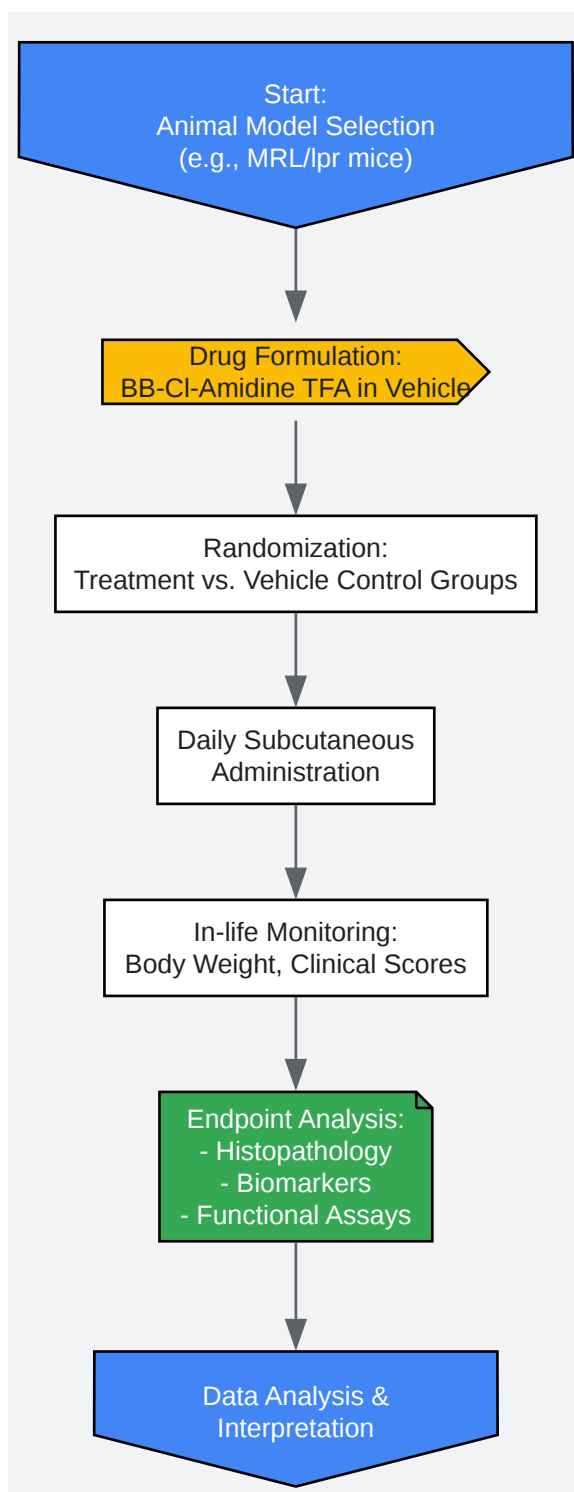 Start:
Animal Model Selection
(e.g., MRL/lpr mice)
Drug Formulation:
BB-Cl-Amidine TFA in Vehicle
Randomization:
Treatment vs. Vehicle Control Groups
Daily Subcutaneous
Administration
In-life Monitoring:
Body Weight, Clinical Scores
Endpoint Analysis:
- Histopathology
- Biomarkers
- Functional Assays
Data Analysis &
Interpretation